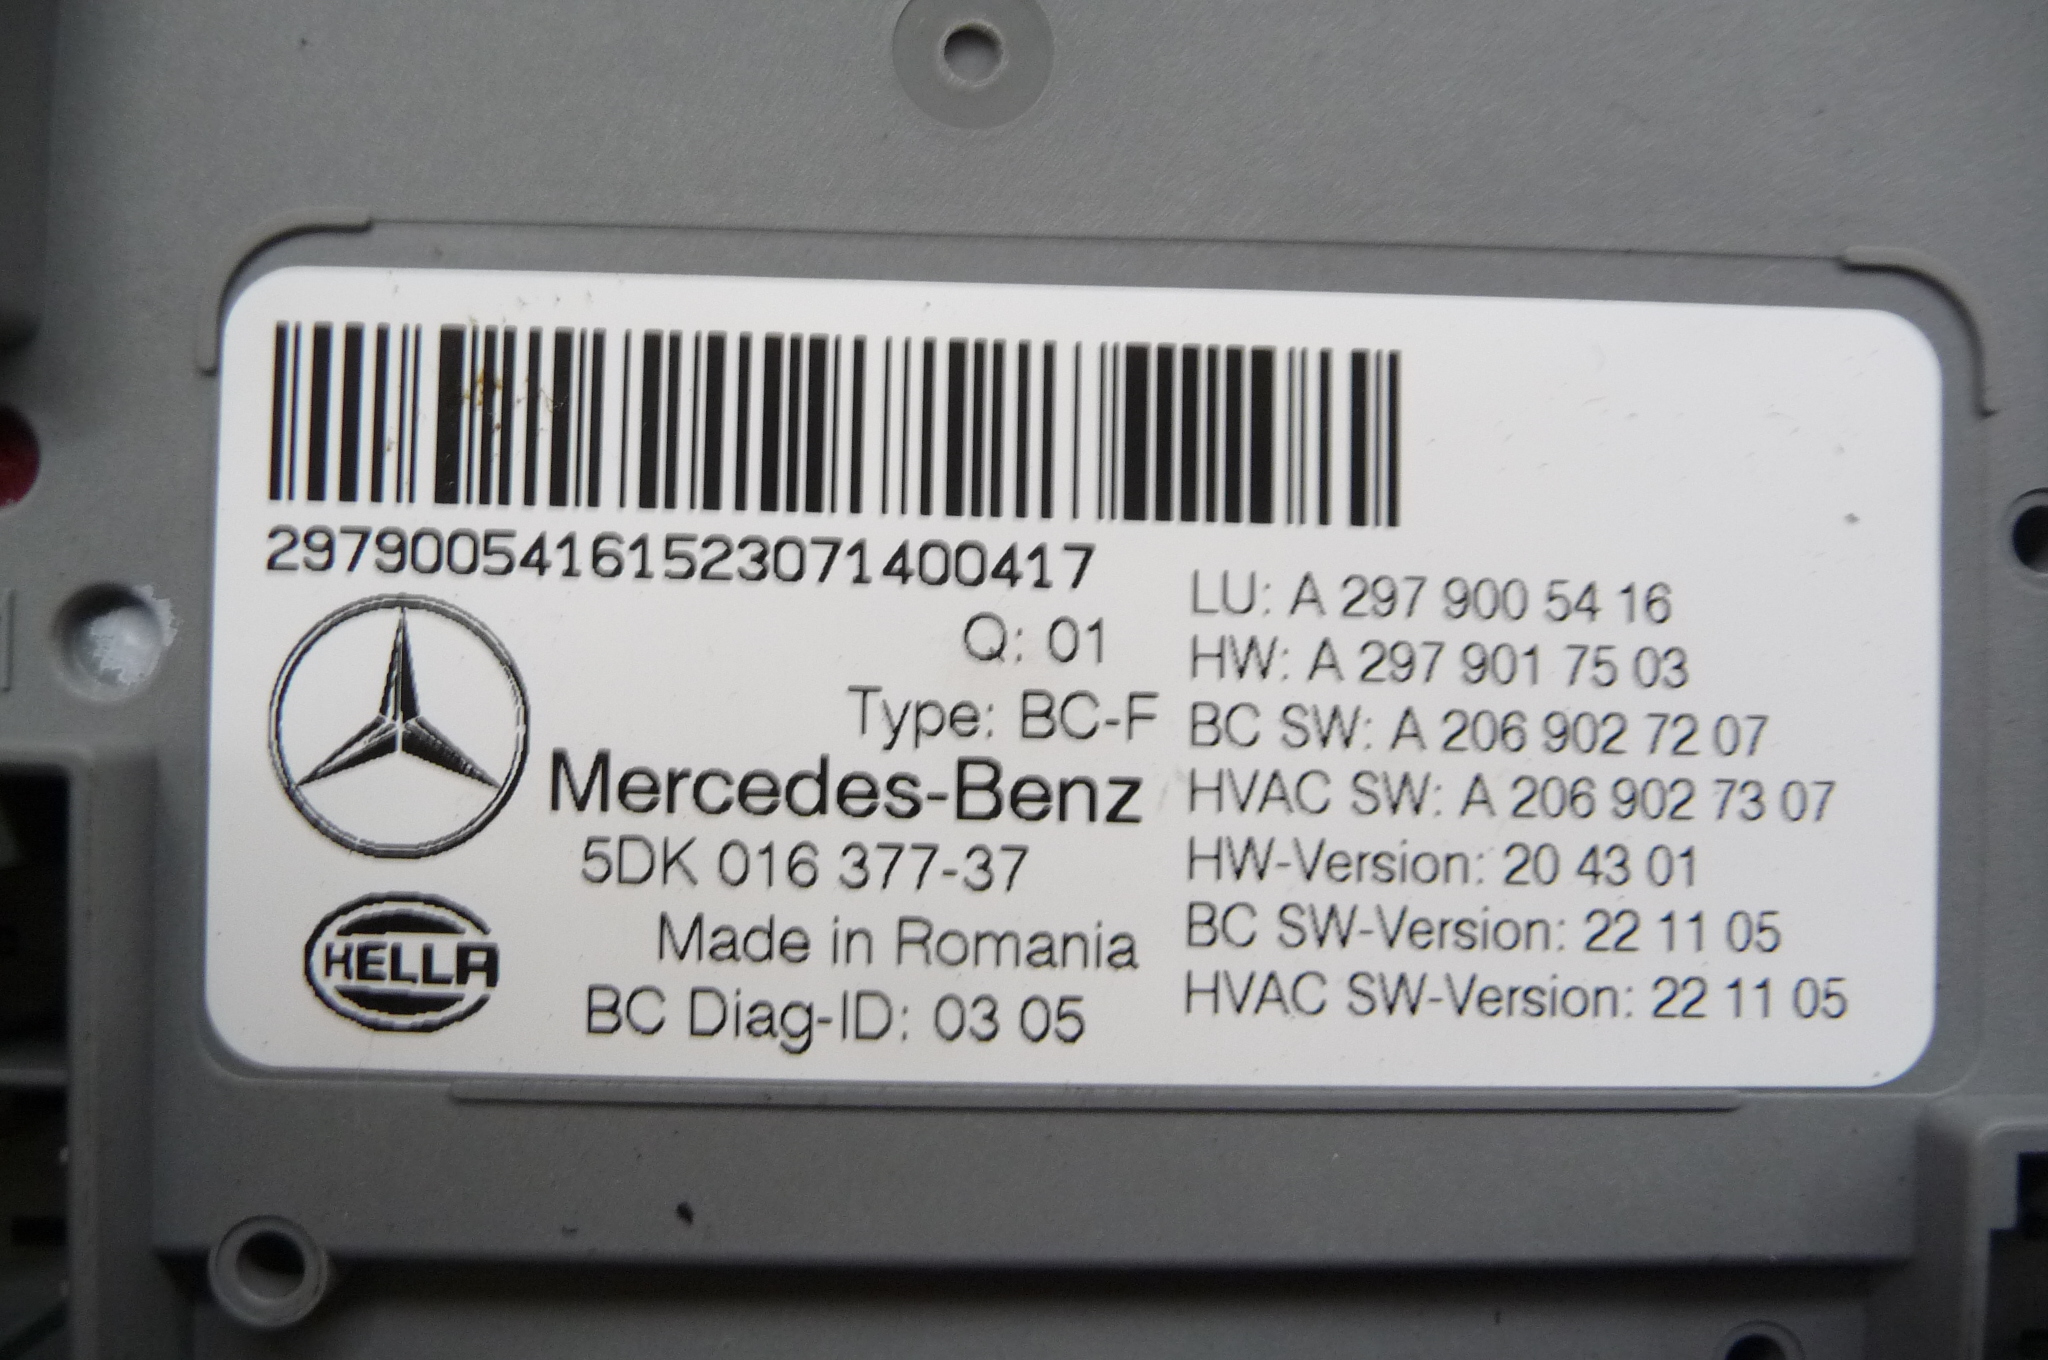 29790054161523071400417
Q: 01
Type: BC-F
Mercedes-Benz
5DK 016 377-37
HELLA
Made in Romania
BC Diag-ID: 03 05
LU: A 297 900 54 16
HW: A 297 901 75 03
BC SW: A 206 902 72 07
HVAC SW: A 206 902 73 07
HW-Version: 20 43 01
BC SW-Version: 22 11 05
HVAC SW-Version: 22 11 05